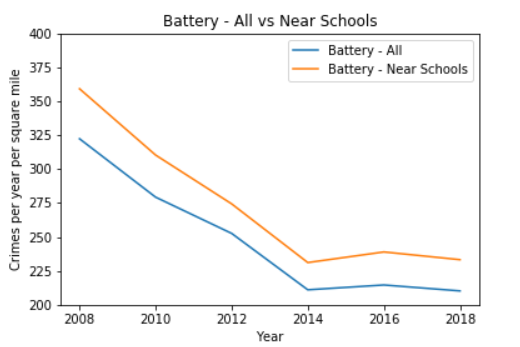 Battery - All vs Near Schools
Battery - All
Battery - Near Schools
Crimes per year per square mile
400
375
350
325
300
275
250
225
200
2008 2010 2012 2014 2016 2018
Year